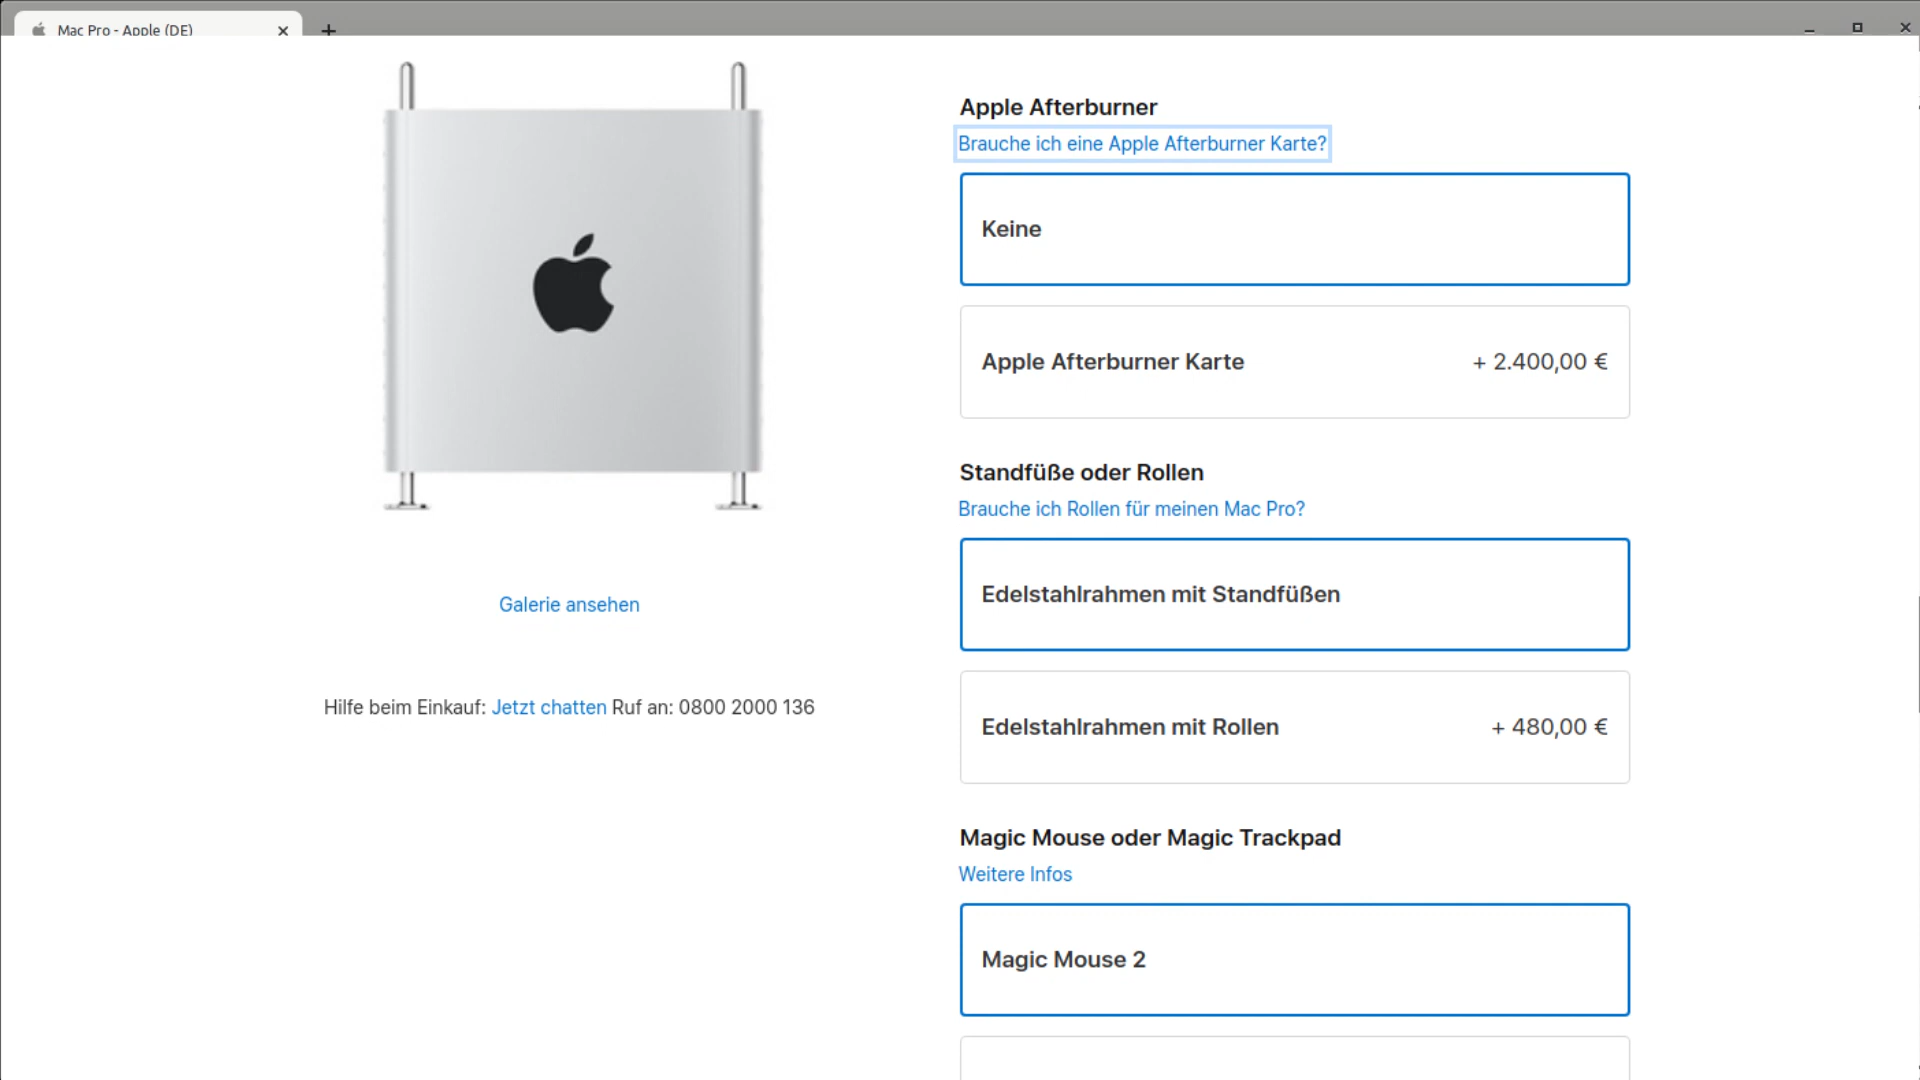 Mac Pro - Apple (DE)
Apple Afterburner
Brauche ich eine Apple Afterburner Karte?
Keine
Apple Afterburner Karte + 2.400,00 €
Standfüße oder Rollen
Brauche ich Rollen für meinen Mac Pro?
Edelstahlrahmen mit Standfüßen
Galerie ansehen
Hilfe beim Einkauf: Jetzt chatten Ruf an: 0800 2000 136
Edelstahlrahmen mit Rollen + 480,00 €
Magic Mouse oder Magic Trackpad
Weitere Infos
Magic Mouse 2